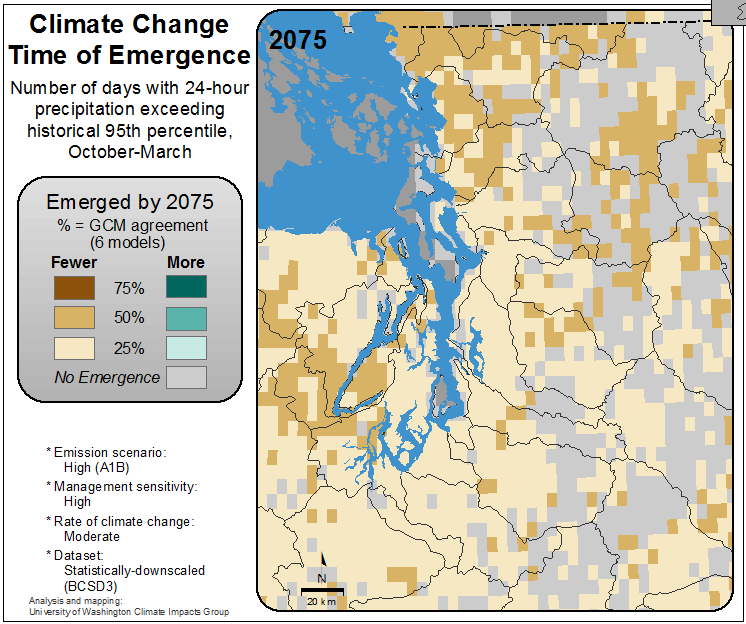 Climate Change
Time of Emergence
Number of days with 24-hour
precipitation exceeding
historical 95th percentile,
October-March
Emerged by 2075
% = GCM agreement
(6 models)
Fewer More
75%
50%
25%
No Emergence
* Emission scenario:
High (A1B)
* Management sensitivity:
High
* Rate of climate change:
Moderate
* Dataset:
Statistically-downscaled
(BCSD3)
Analysis and mapping:
University of Washington Climate Impacts Group
2075
N
20 km